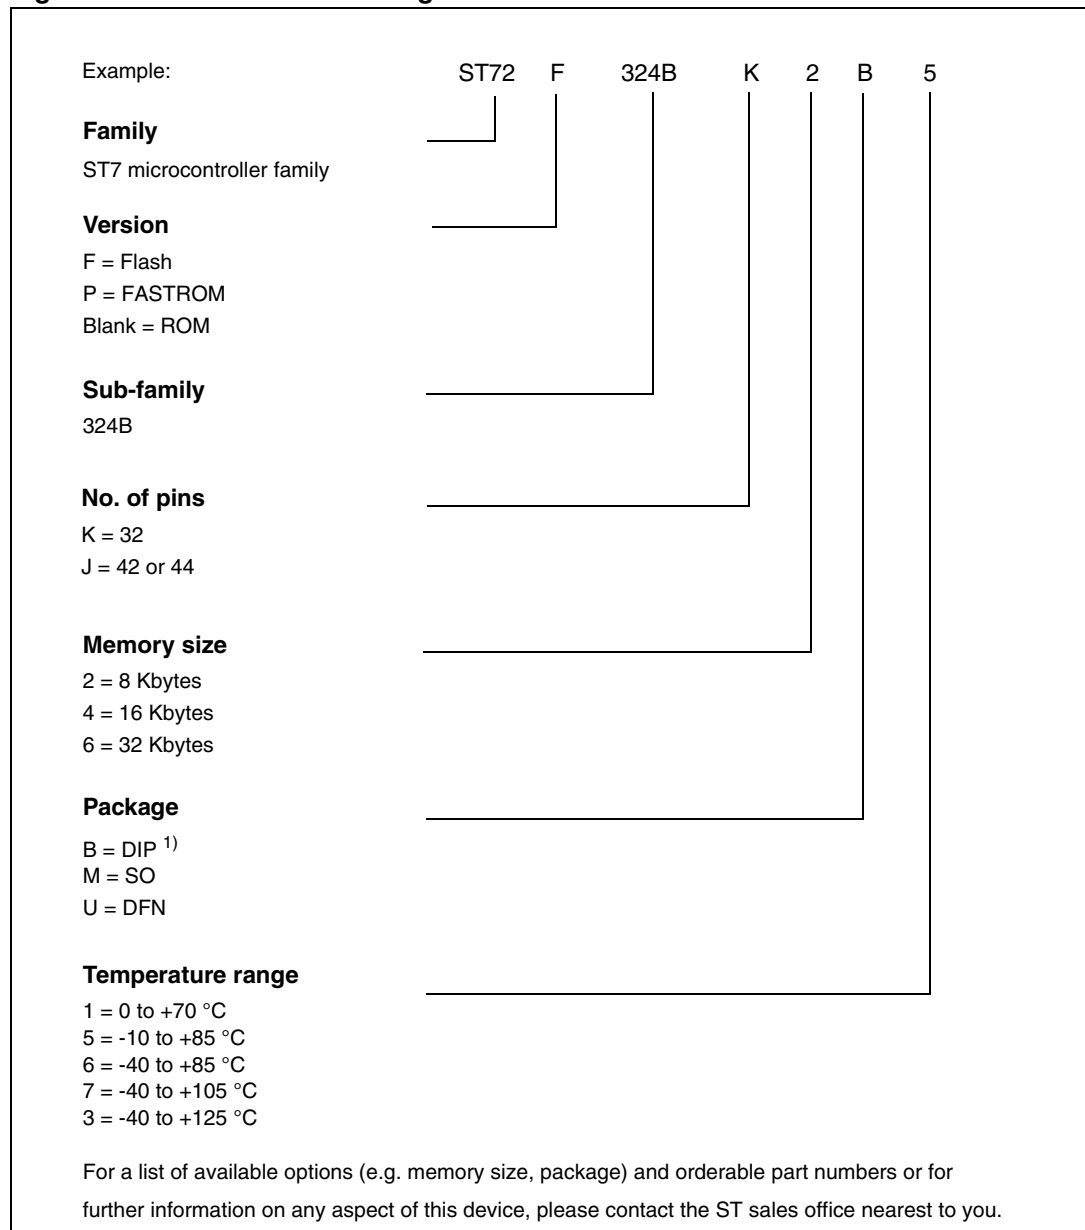 Example: ST72 F 324B K 2 B 5
Family
ST7 microcontroller family
Version
F = Flash
P = FASTROM
Blank = ROM
Sub-family
324B
No. of pins
K = 32
J = 42 or 44
Memory size
2 = 8 Kbytes
4 = 16 Kbytes
6 = 32 Kbytes
Package
B = DIP 1)
M = SO
U = DFN
Temperature range
1 = 0 to +70 °C
5 = -10 to +85 °C
6 = -40 to +85 °C
7 = -40 to +105 °C
3 = -40 to +125 °C
For a list of available options (e.g. memory size, package) and orderable part numbers or for
further information on any aspect of this device, please contact the ST sales office nearest to you.